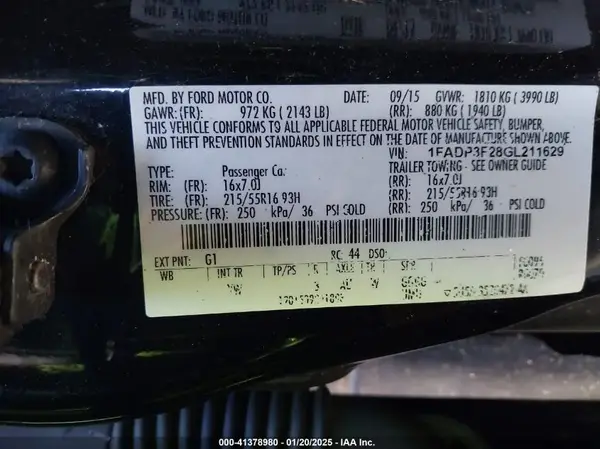 MFD. BY FORD MOTOR CO. DATE: 09/15 GVWR: 1810 KG ( 3990 LB)
GAWR: (FR): 972 KG ( 2143 LB) (RR): 880 KG ( 1940 LB)
THIS VEHICLE CONFORMS TO ALL APPLICABLE FEDERAL MOTOR VEHICLE SAFETY, BUMPER,
AND THEFT PREVENTION STANDARDS IN EFFECT ON THE DATE OF MANUFACTURE SHOWN ABOVE.
VIN: 1FADP3F28GL211629
TYPE: Passenger Car TRAILER TOWING - SEE OWNER GUIDE
RIM: (FR): 16x7.0J (RR): 16x7.0J
TIRE: (FR): 215/55R16 93H (RR): 215/55R16 93H
PRESSURE: (FR): 250 kPa/ 36 PSI COLD (RR): 250 kPa/ 36 PSI COLD
EXT PNT: G1 RC: 44 DSO:
WB INT TR TP/PS R AXLE TR SPR
000-41378980 - 01/20/2025 - IAA Inc.